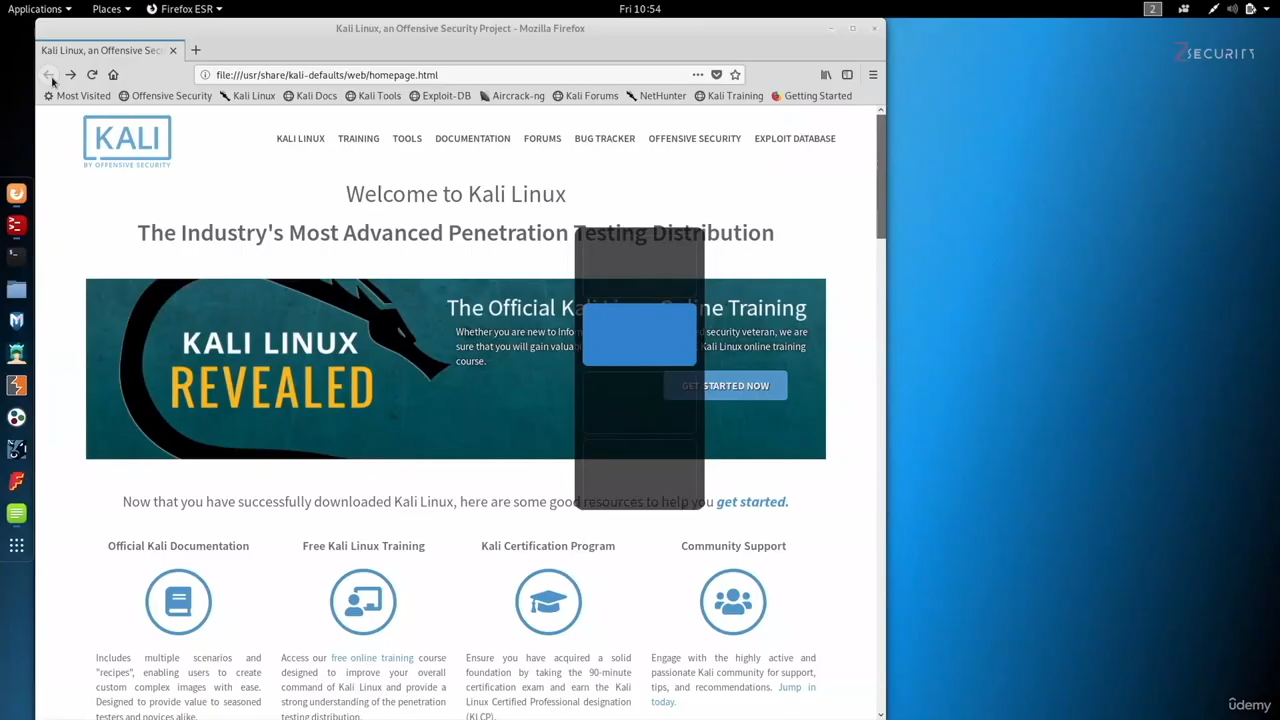 Applications ▾ Places ▾ Firefox ESR ▾ Fri 10:54 2
Kali Linux, an Offensive Security Project - Mozilla Firefox
Kali Linux, an Offensive Sec
file:///usr/share/kali-defaults/web/homepage.html
Most Visited Offensive Security Kali Linux Kali Docs Kali Tools Exploit-DB Aircrack-ng Kali Forums NetHunter Kali Training Getting Started
ZSECURITY
KALI
BY OFFENSIVE SECURITY
KALI LINUX TRAINING TOOLS DOCUMENTATION FORUMS BUG TRACKER OFFENSIVE SECURITY EXPLOIT DATABASE
Welcome to Kali Linux
The Industry's Most Advanced Penetration Testing Distribution
KALI LINUX
REVEALED
The Official Kali Linux Online Training
Whether you are new to Infor security veteran, we are
sure that you will gain valuab Kali Linux online training
course.
GET STARTED NOW
Now that you have successfully downloaded Kali Linux, here are some good resources to help you get started.
Official Kali Documentation
Free Kali Linux Training
Kali Certification Program
Community Support
Includes multiple scenarios and
"recipes", enabling users to create
custom complex images with ease.
Designed to provide value to seasoned
testers and novices alike.
Access our free online training course
designed to improve your overall
command of Kali Linux and provide a
strong understanding of the penetration
testing distribution.
Ensure you have acquired a solid
foundation by taking the 90-minute
certification exam and earn the Kali
Linux Certified Professional designation
(KLCP).
Engage with the highly active and
passionate Kali community for support,
tips, and recommendations. Jump in
today.
ûdemy